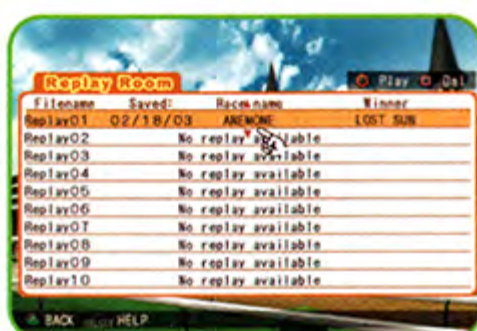 Replay Room
Play Del
Filename Saved: Race name Winner
Replay01 02/18/03 ANEMONE LOST SUN
Replay02 No replay available
Replay03 No replay available
Replay04 No replay available
Replay05 No replay available
Replay06 No replay available
Replay07 No replay available
Replay08 No replay available
Replay09 No replay available
Replay10 No replay available
BACK HELP